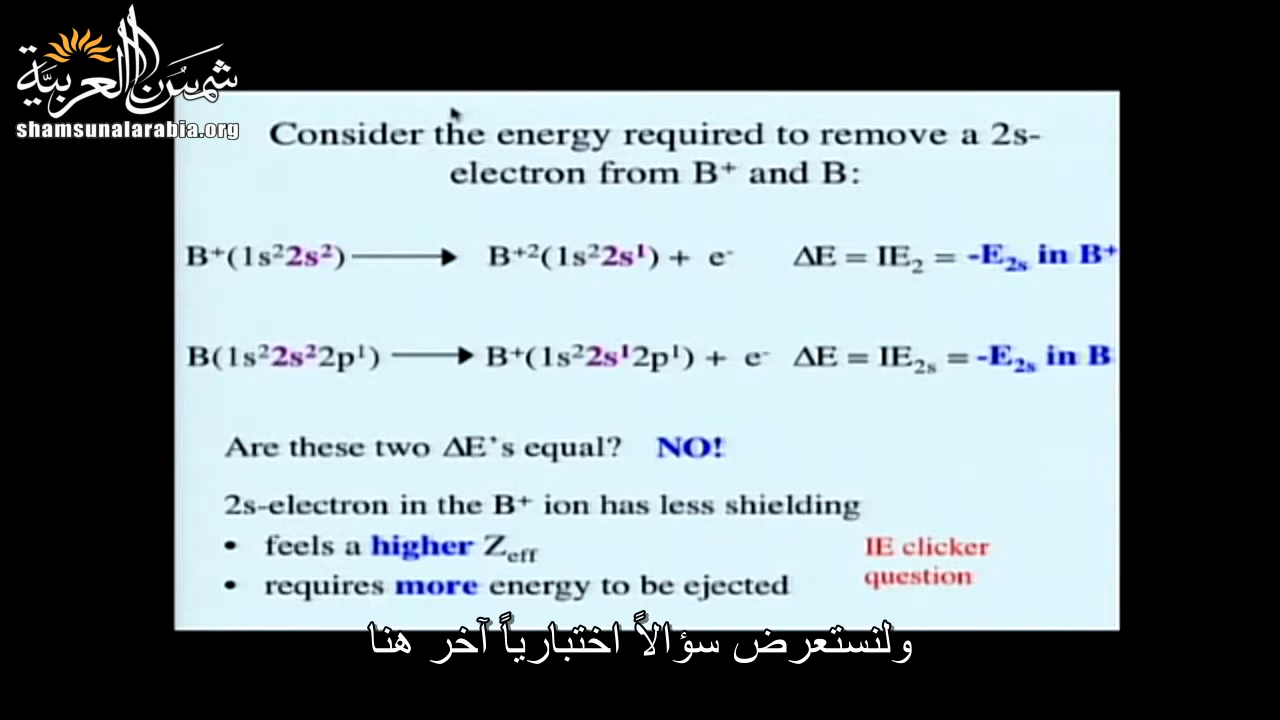 شمس العربية
shamsunalarabia.org
Consider the energy required to remove a 2s-
electron from B⁺ and B:
B⁺(1s²2s²) ⟶ B⁺²(1s²2s¹) + e⁻ ΔE = IE₂ = -E₂ₛ in B⁺
B(1s²2s²2p¹) ⟶ B⁺(1s²2s¹2p¹) + e⁻ ΔE = IE₂ₛ = -E₂ₛ in B
Are these two ΔE's equal? NO!
2s-electron in the B⁺ ion has less shielding
• feels a higher Z_eff
• requires more energy to be ejected
IE clicker
question
ولنستعرض سؤالاً اختبارياً آخر هنا